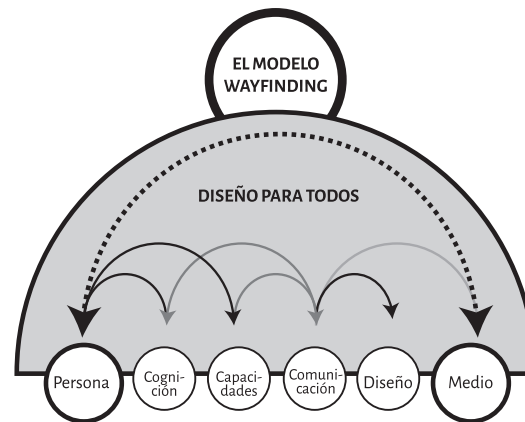 EL MODELO
WAYFINDING
DISEÑO PARA TODOS
Persona
Cogni-
ción
Capaci-
dades
Comuni-
cación
Diseño
Medio